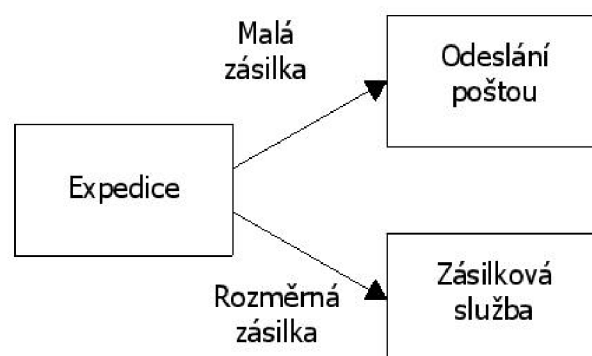 Malá
zásilka
Odeslání
poštou
Expedice
Rozměrná
zásilka
Zásilková
služba